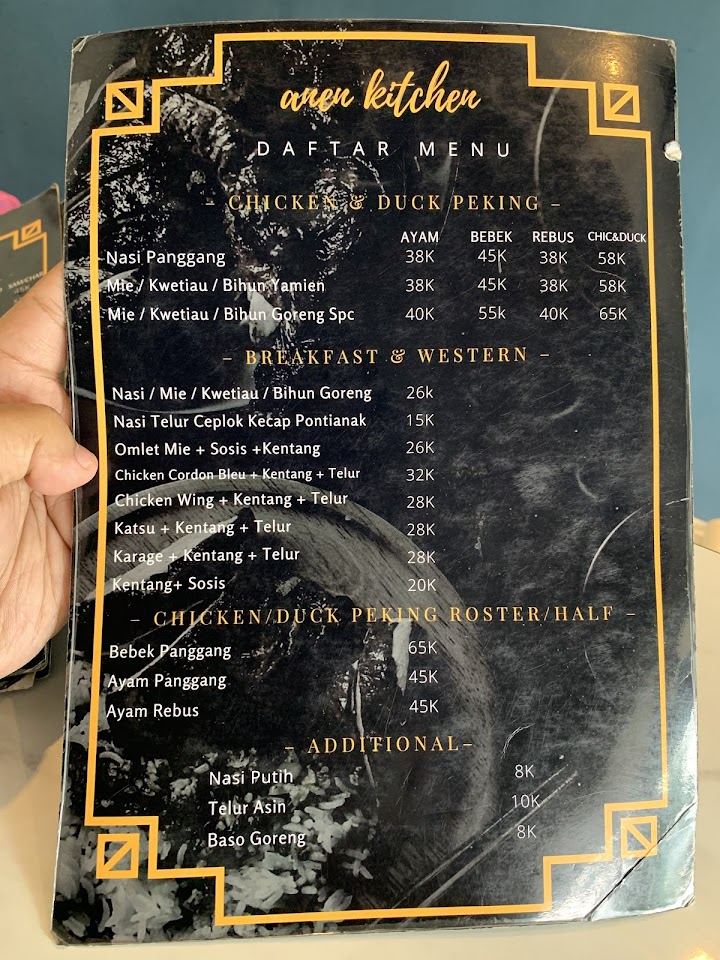 anen kitchen
DAFTAR MENU
– CHICKEN & DUCK PEKING –
AYAM BEBEK REBUS CHIC&DUCK
Nasi Panggang 38K 45K 38K 58K
Mie / Kwetiau / Bihun Yamien 38K 45K 38K 58K
Mie / Kwetiau / Bihun Goreng Spc 40K 55k 40K 65K
– BREAKFAST & WESTERN –
Nasi / Mie / Kwetiau / Bihun Goreng 26k
Nasi Telur Ceplok Kecap Pontianak 15K
Omlet Mie + Sosis +Kentang 26K
Chicken Cordon Bleu + Kentang + Telur 32K
Chicken Wing + Kentang + Telur 28K
Katsu + Kentang + Telur 28K
Karage + Kentang + Telur 28K
Kentang+ Sosis 20K
– CHICKEN/DUCK PEKING ROSTER/HALF –
Bebek Panggang 65K
Ayam Panggang 45K
Ayam Rebus 45K
– ADDITIONAL–
Nasi Putih 8K
Telur Asin 10K
Baso Goreng 8K